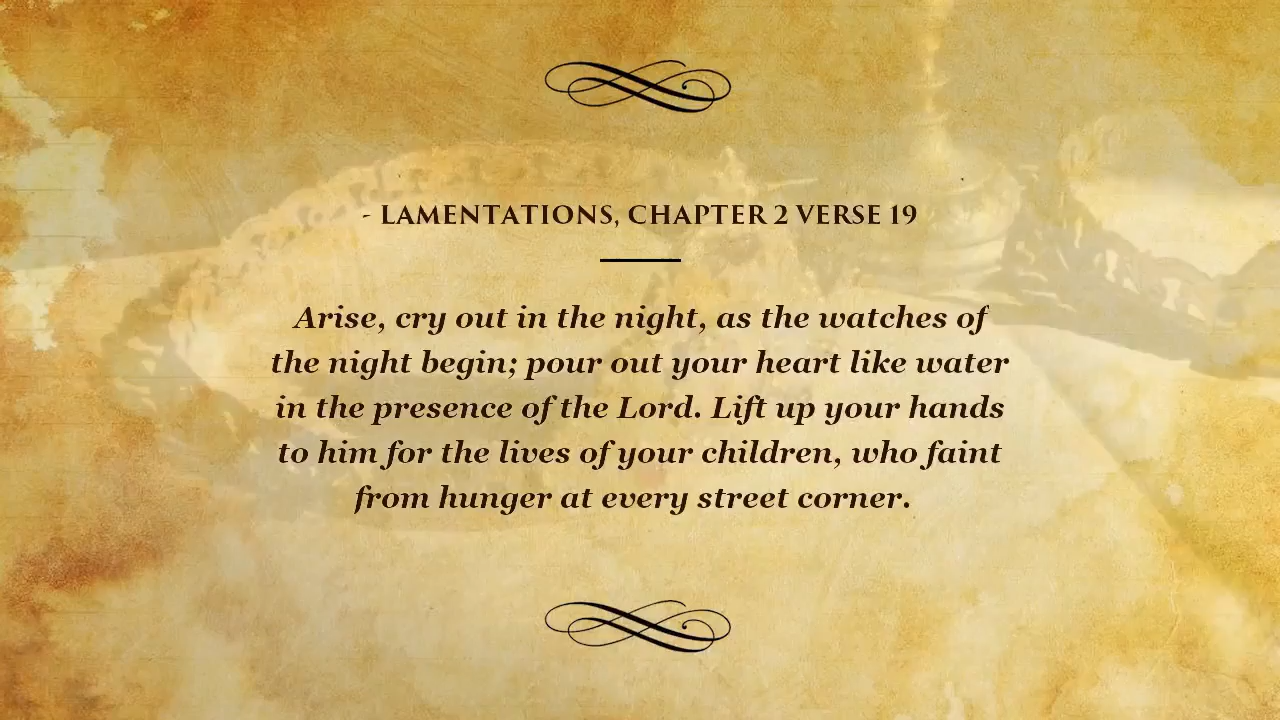 - LAMENTATIONS, CHAPTER 2 VERSE 19
Arise, cry out in the night, as the watches of
the night begin; pour out your heart like water
in the presence of the Lord. Lift up your hands
to him for the lives of your children, who faint
from hunger at every street corner.